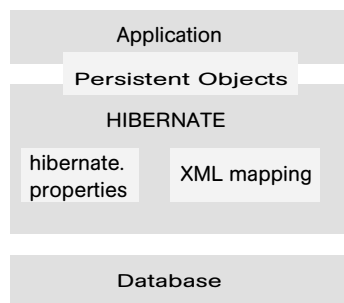 Application
Persistent Objects
HIBERNATE
hibernate.
properties
XML mapping
Database